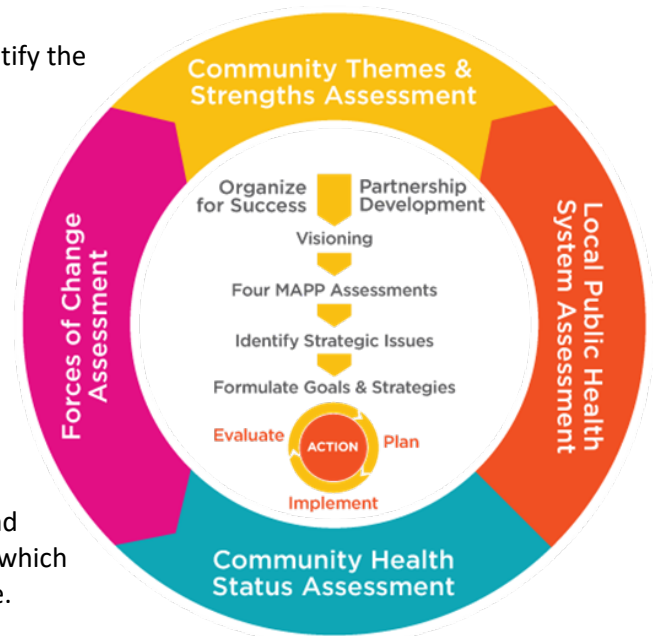 tify the
Community Themes &
Strengths Assessment
Organize
for Success
Partnership
Development
Visioning
Four MAPP Assessments
Identify Strategic Issues
Formulate Goals & Strategies
Evaluate
ACTION
Plan
Implement
Forces of Change
Assessment
Local Public Health
System Assessment
Community Health
Status Assessment
nd
which
e.